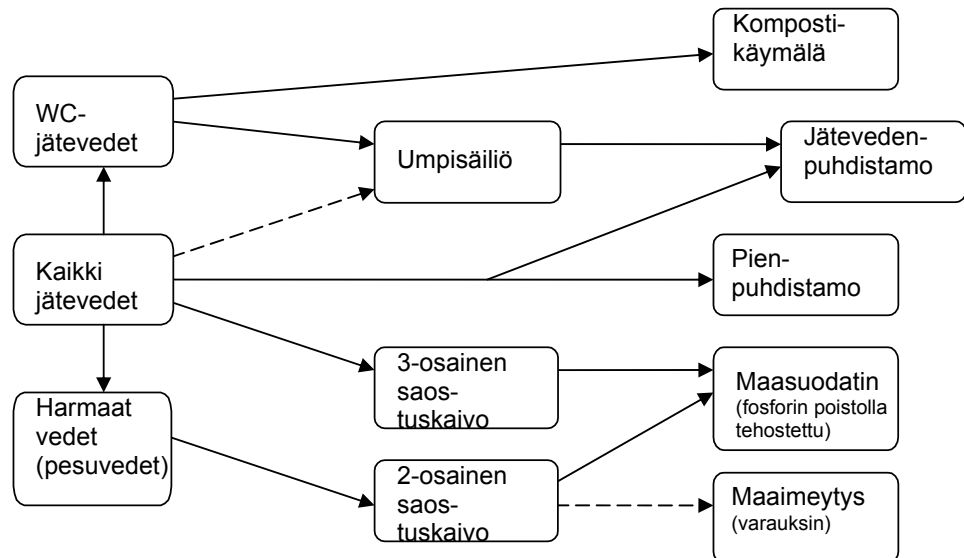 Komposti-
käymälä
WC-
jätevedet
Umpisäiliö
Jäteveden-
puhdistamo
Kaikki
jätevedet
Pien-
puhdistamo
3-osainen
saos-
tuskaivo
Maasuodatin
(fosforin poistolla
tehostettu)
Harmaat
vedet
(pesuvedet)
2-osainen
saos-
tuskaivo
Maaimeytys
(varauksin)